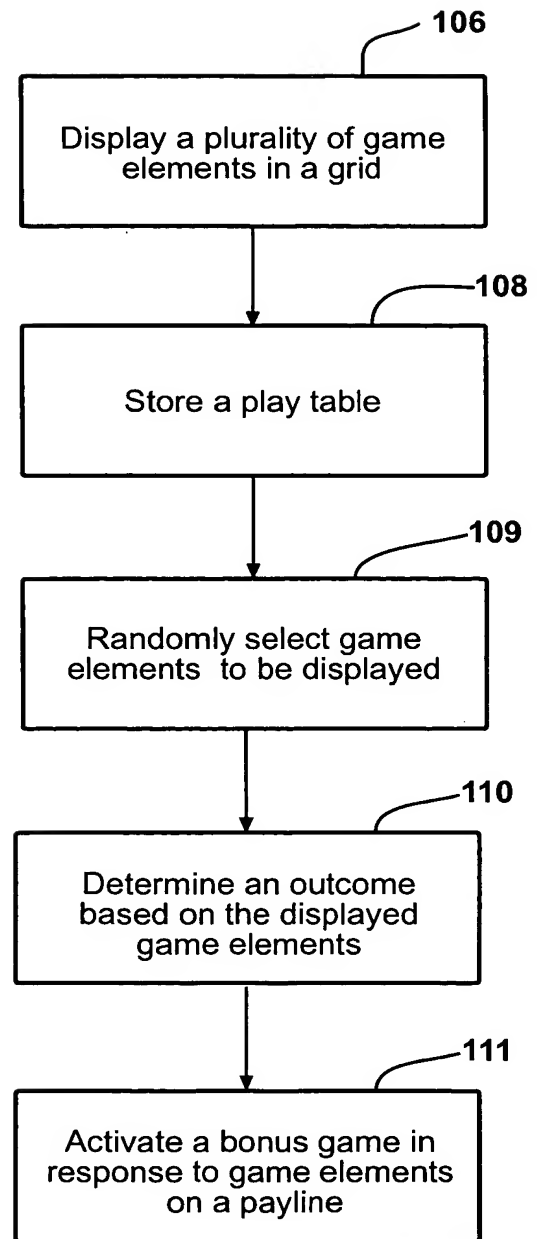 106
Display a plurality of game
elements in a grid
108
Store a play table
109
Randomly select game
elements to be displayed
110
Determine an outcome
based on the displayed
game elements
111
Activate a bonus game in
response to game elements
on a payline